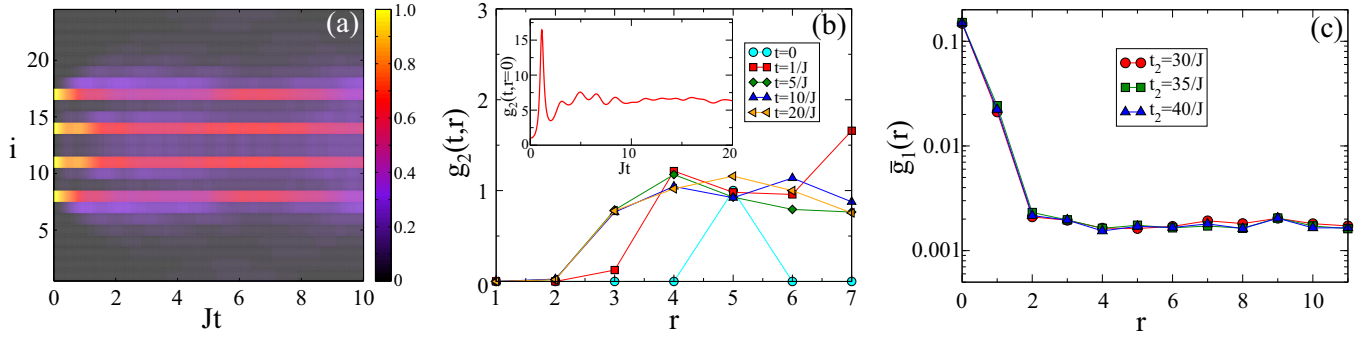 (a)
i
20
15
10
5
0 2 4 6 8 10
Jt
1.0
0.8
0.6
0.4
0.2
0
(b)
g2(t,r)
3
2
1
0
1 2 3 4 5 6 7
r
g2(t,r=0)
15
10
5
0
0 10 20
Jt
t=0
t=1/J
t=5/J
t=10/J
t=20/J
(c)
g̅1(r)
0.1
0.01
0.001
0 2 4 6 8 10
r
t2=30/J
t2=35/J
t2=40/J